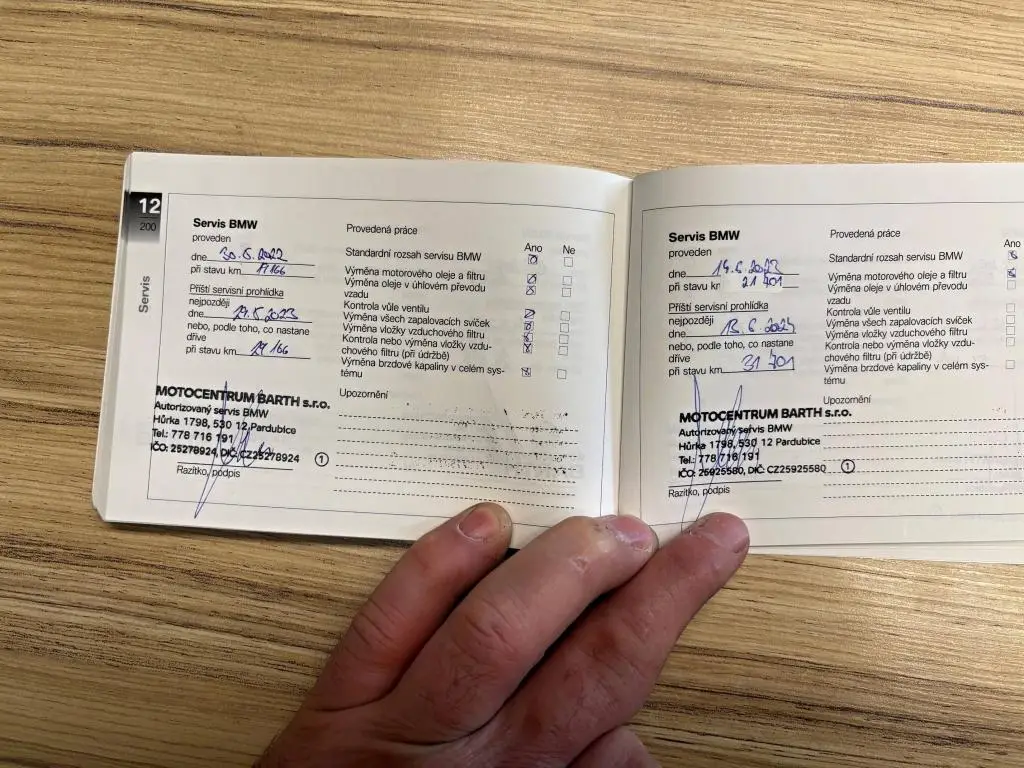 12
200
Servis
Servis BMW
proveden
dne 30.6.2022
při stavu km
Příští servisní prohlídka
nejpozději
dne
nebo, podle toho, co nastane
dříve
při stavu km
MOTOCENTRUM BARTH s.r.o.
Autorizovaný servis BMW
Hůrka 1798, 530 12 Pardubice
Tel.: 778 716 191
IČO: 25278924, DIČ: CZ25278924
Razítko, podpis
1
Provedená práce
Ano Ne
Standardní rozsah servisu BMW
Výměna motorového oleje a filtru
Výměna oleje v úhlovém převodu
vzadu
Kontrola vůle ventilu
Výměna všech zapalovacích svíček
Výměna vložky vzduchového filtru
Kontrola nebo výměna vložky vzdu-
chového filtru (při údržbě)
Výměna brzdové kapaliny v celém sys-
tému
Upozornění
Servis BMW
proveden
dne 14.6.2023
při stavu km 21 701
Příští servisní prohlídka
nejpozději
dne 13.6.2024
nebo, podle toho, co nastane
dříve
při stavu km 31 701
MOTOCENTRUM BARTH s.r.o.
Autorizovaný servis BMW
Hůrka 1798, 530 12 Pardubice
Tel.: 778 716 191
IČO: 25925580, DIČ: CZ25925580
Razítko, podpis
1
Provedená práce
Ano
Standardní rozsah servisu BMW
Výměna motorového oleje a filtru
Výměna oleje v úhlovém převodu
vzadu
Kontrola vůle ventilu
Výměna všech zapalovacích svíček
Výměna vložky vzduchového filtru
Kontrola nebo výměna vložky vzdu-
chového filtru (při údržbě)
Výměna brzdové kapaliny v celém sys-
tému
Upozornění